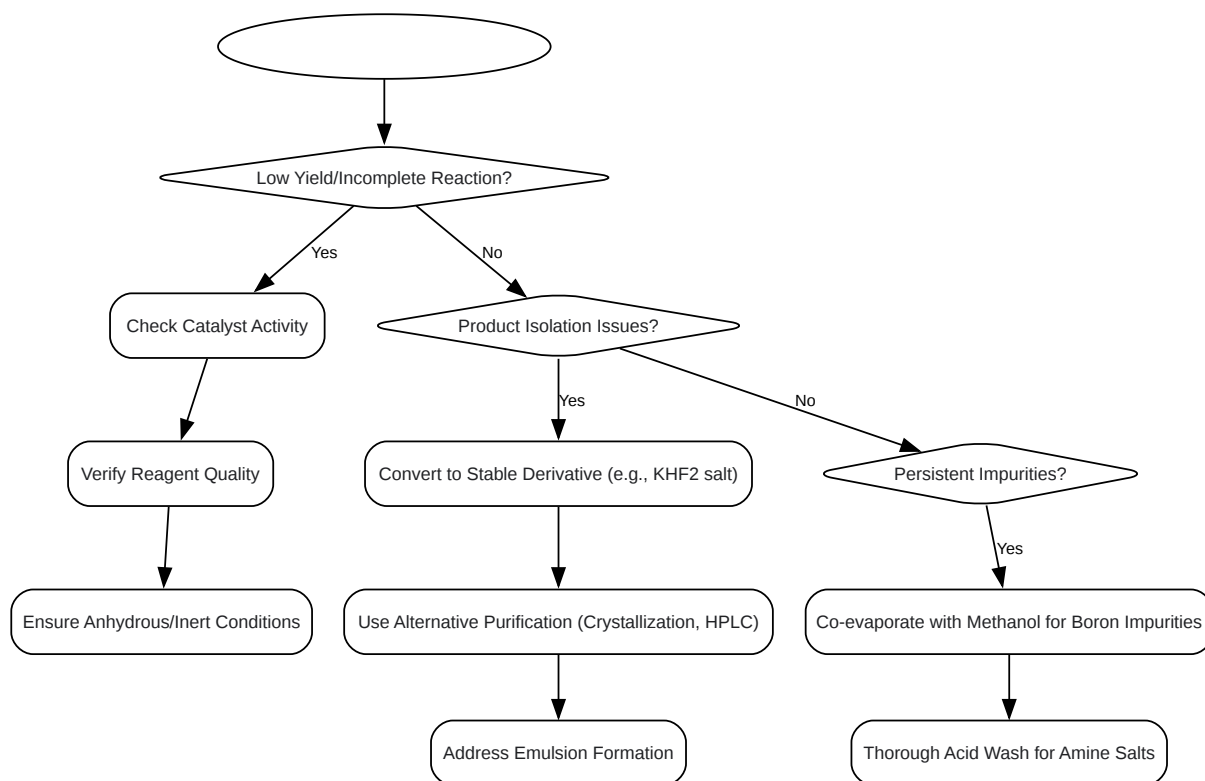 Low Yield/Incomplete Reaction?
Yes
No
Check Catalyst Activity
Product Isolation Issues?
Yes
No
Verify Reagent Quality
Convert to Stable Derivative (e.g., KHF2 salt)
Persistent Impurities?
Yes
Ensure Anhydrous/Inert Conditions
Use Alternative Purification (Crystallization, HPLC)
Co-evaporate with Methanol for Boron Impurities
Address Emulsion Formation
Thorough Acid Wash for Amine Salts